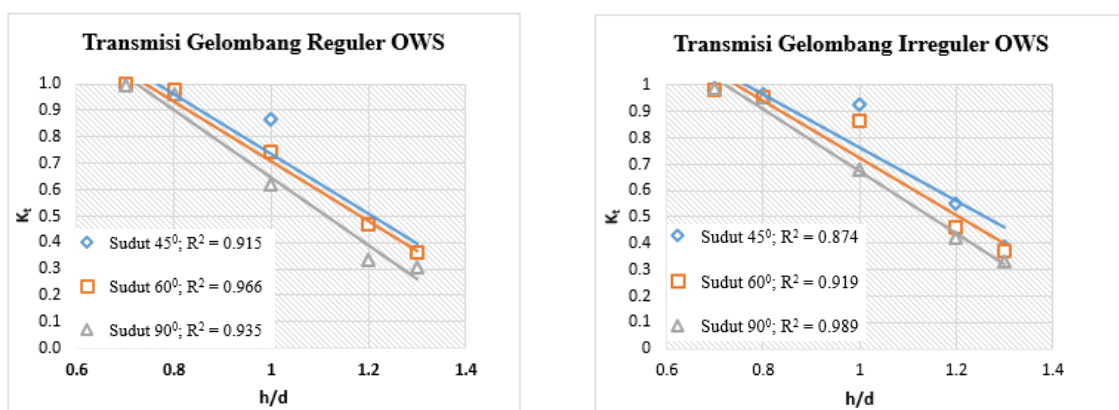 Transmisi Gelombang Reguler OWS
1.0
0.9
0.8
0.7
0.6
0.5
0.4
0.3
0.2
0.1
0.0
Kt
Sudut 45⁰; R² = 0.915
Sudut 60⁰; R² = 0.966
Sudut 90⁰; R² = 0.935
0.6 0.8 1 1.2 1.4
h/d
Transmisi Gelombang Irreguler OWS
1
0.9
0.8
0.7
0.6
0.5
0.4
0.3
0.2
0.1
0
Kt
Sudut 45⁰; R² = 0.874
Sudut 60⁰; R² = 0.919
Sudut 90⁰; R² = 0.989
0.6 0.8 1 1.2 1.4
h/d